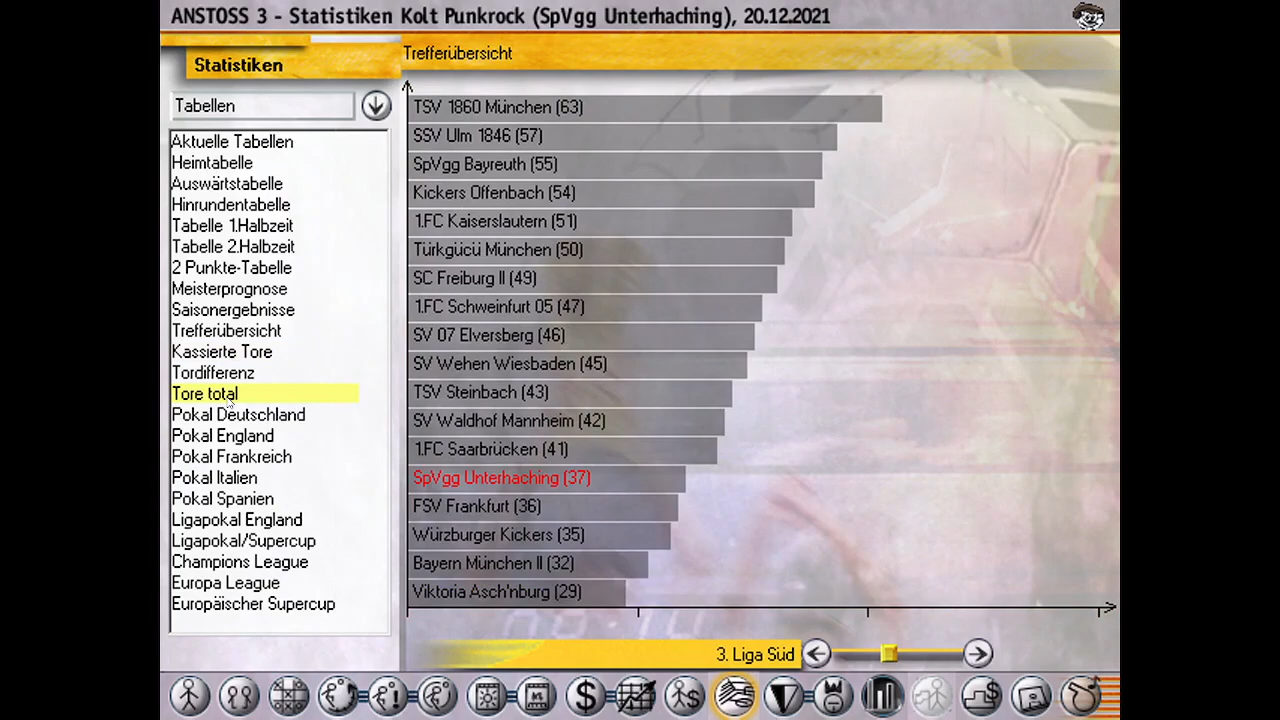 ANSTOSS 3 - Statistiken Kolt Punkrock (SpVgg Unterhaching), 20.12.2021
Statistiken
Trefferübersicht
Tabellen
Aktuelle Tabellen
Heimtabelle
Auswärtstabelle
Hinrundentabelle
Tabelle 1.Halbzeit
Tabelle 2.Halbzeit
2 Punkte-Tabelle
Meisterprognose
Saisonergebnisse
Trefferübersicht
Kassierte Tore
Tordifferenz
Tore total
Pokal Deutschland
Pokal England
Pokal Frankreich
Pokal Italien
Pokal Spanien
Ligapokal England
Ligapokal/Supercup
Champions League
Europa League
Europäischer Supercup
TSV 1860 München (63)
SSV Ulm 1846 (57)
SpVgg Bayreuth (55)
Kickers Offenbach (54)
1.FC Kaiserslautern (51)
Türkgücü München (50)
SC Freiburg II (49)
1.FC Schweinfurt 05 (47)
SV 07 Elversberg (46)
SV Wehen Wiesbaden (45)
TSV Steinbach (43)
SV Waldhof Mannheim (42)
1.FC Saarbrücken (41)
SpVgg Unterhaching (37)
FSV Frankfurt (36)
Würzburger Kickers (35)
Bayern München II (32)
Viktoria Asch'nburg (29)
3. Liga Süd